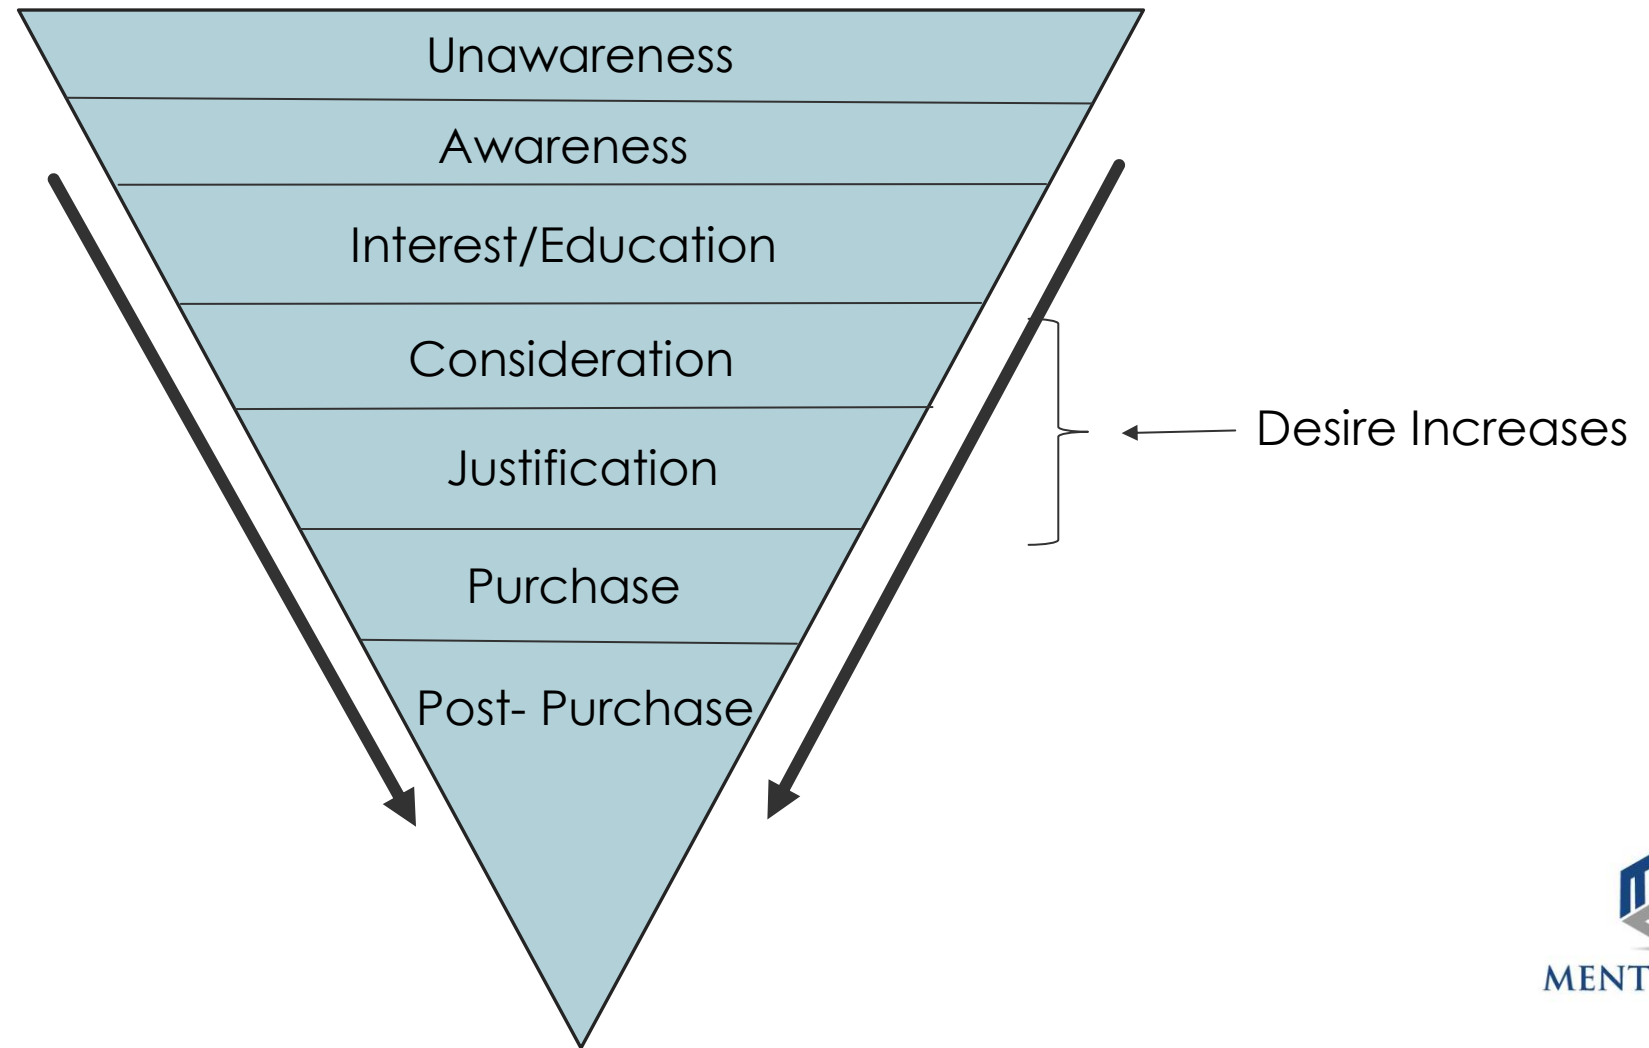 Unawareness
Awareness
Interest/Education
Consideration
Desire Increases
Justification
Purchase
Post- Purchase